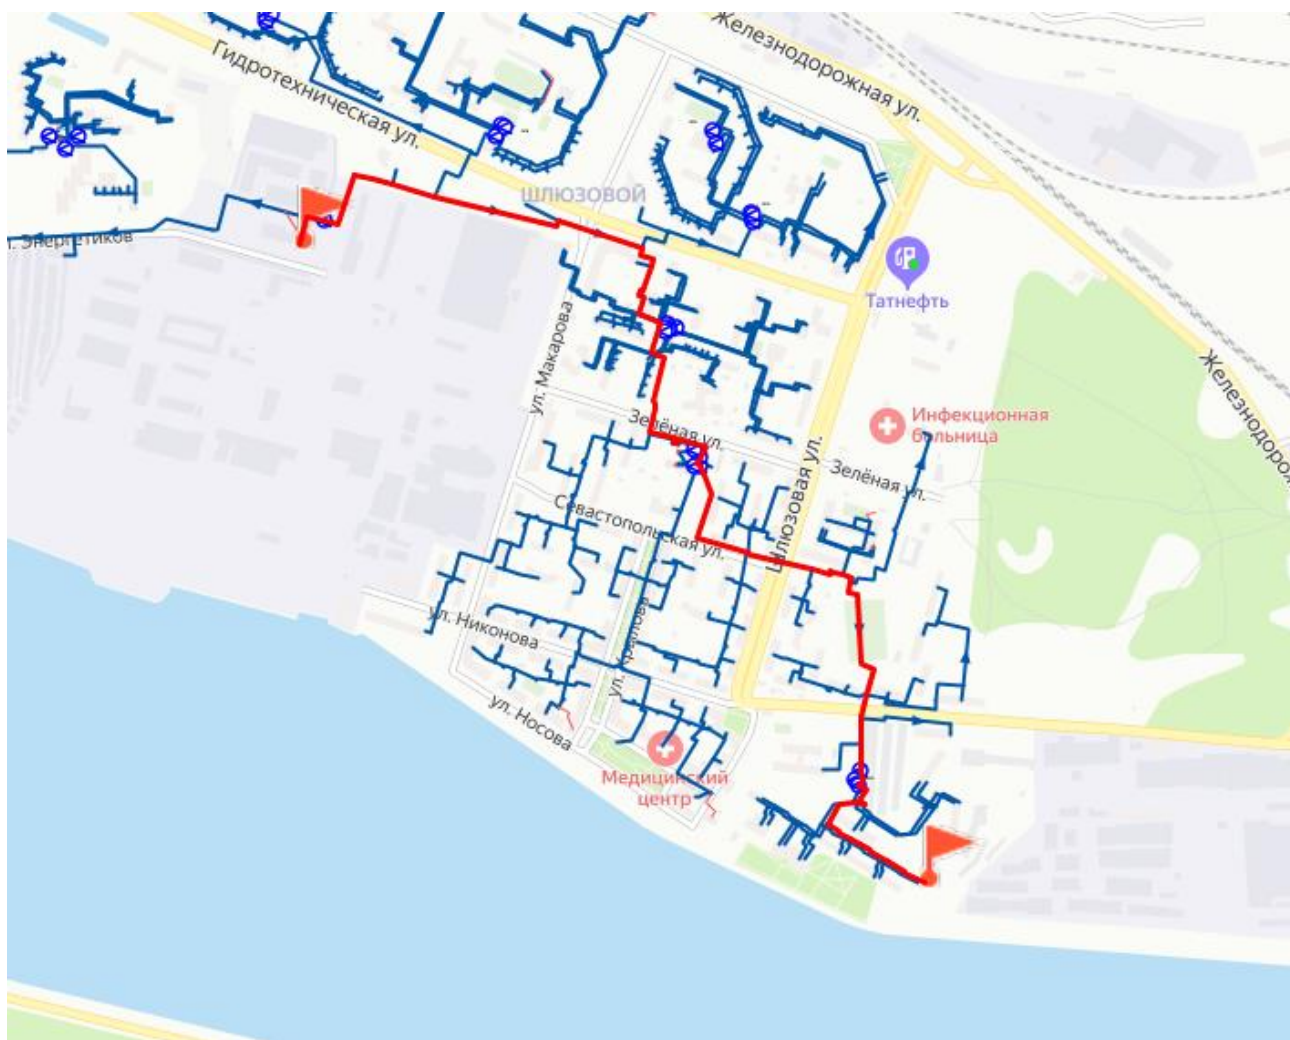 Железнодорожная ул.
Гидротехническая ул.
ШЛЮЗОВОЙ
Энергетиков
Татнефть
ул. Макарова
Инфекционная
больница
Зелёная ул.
Зелёная ул.
Шлюзовая ул.
Севастопольская ул.
ул. Никонова
ул. Носова
Медицинский
центр